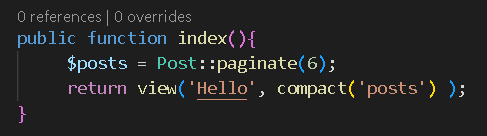 0 references | 0 overrides
public function index(){
$posts = Post::paginate(6);
return view('Hello', compact('posts') );
}